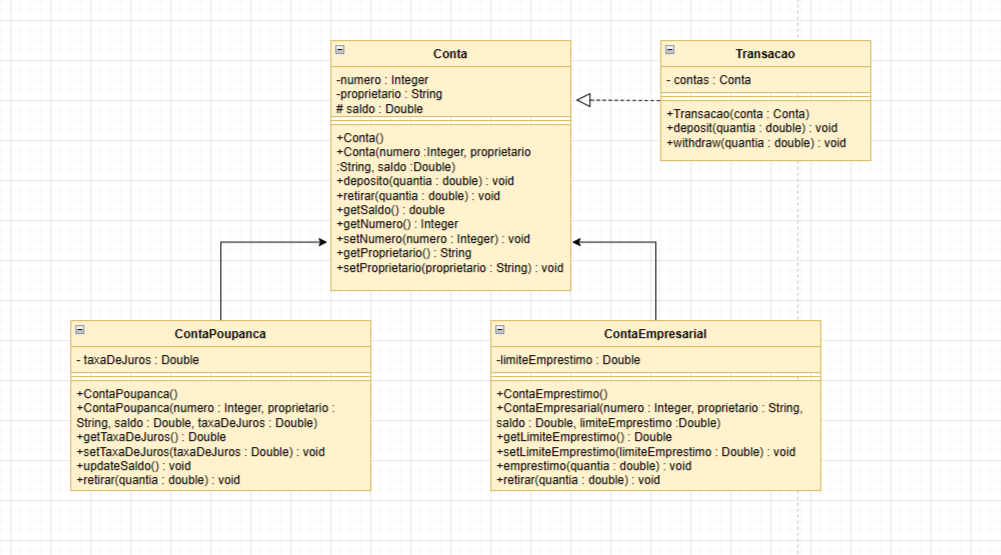 Conta
-numero : Integer
-proprietario : String
# saldo : Double
+Conta()
+Conta(numero :Integer, proprietario
:String, saldo :Double)
+deposito(quantia : double) : void
+retirar(quantia : double) : void
+getSaldo() : double
+getNumero() : Integer
+setNumero(numero : Integer) : void
+getProprietario() : String
+setProprietario(proprietario : String) : void
Transacao
- contas : Conta
+Transacao(conta : Conta)
+deposit(quantia : double) : void
+withdraw(quantia : double) : void
ContaPoupanca
- taxaDeJuros : Double
+ContaPoupanca()
+ContaPoupanca(numero : Integer, proprietario :
String, saldo : Double, taxaDeJuros : Double)
+getTaxaDeJuros() : Double
+setTaxaDeJuros(taxaDeJuros : Double) : void
+updateSaldo() : void
+retirar(quantia : double) : void
ContaEmpresarial
-limiteEmprestimo : Double
+ContaEmprestimo()
+ContaEmpresarial(numero : Integer, proprietario : String,
saldo : Double, limiteEmprestimo :Double)
+getLimiteEmprestimo() : Double
+setLimiteEmprestimo(limiteEmprestimo : Double) : void
+emprestimo(quantia : double) : void
+retirar(quantia : double) : void